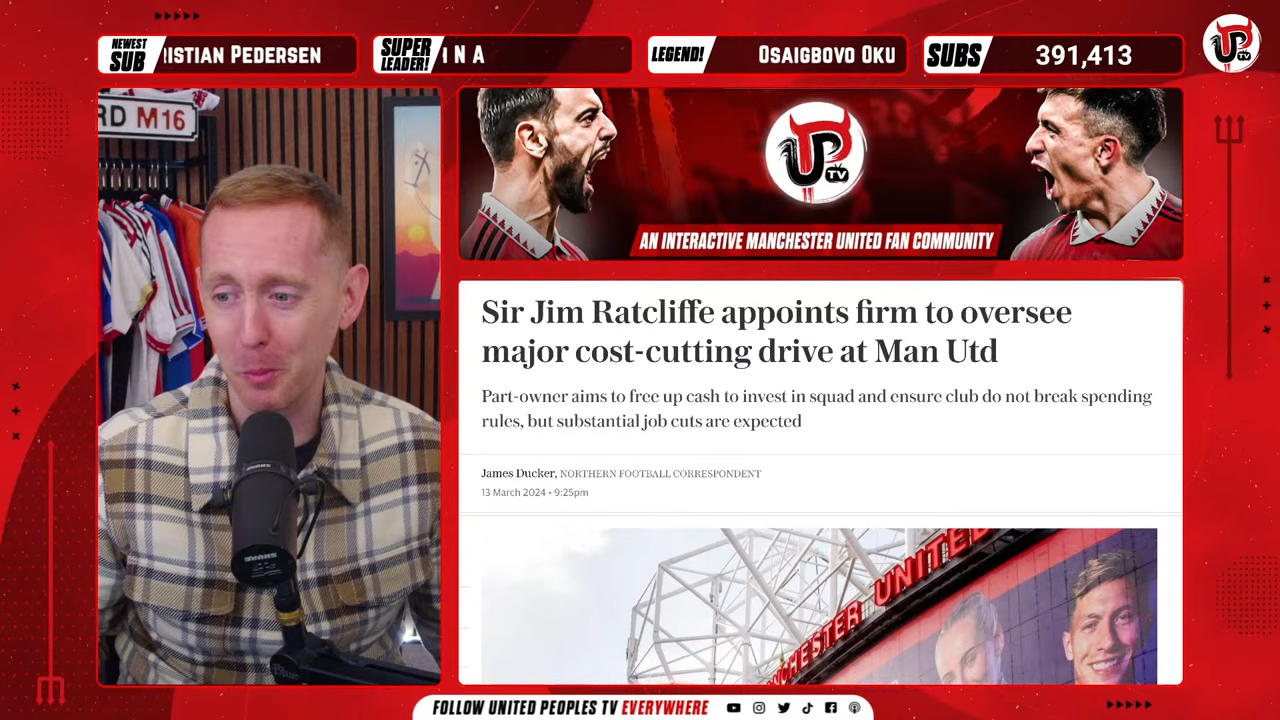 NEWEST SUB
ISTIAN PEDERSEN
SUPER LEADER!
I N A
LEGEND!
OSAIGBOVO OKU
SUBS
391,413
UP TV
RD M16
UP TV
AN INTERACTIVE MANCHESTER UNITED FAN COMMUNITY
Sir Jim Ratcliffe appoints firm to oversee
major cost-cutting drive at Man Utd
Part-owner aims to free up cash to invest in squad and ensure club do not break spending
rules, but substantial job cuts are expected
James Ducker, NORTHERN FOOTBALL CORRESPONDENT
13 March 2024 • 9:25pm
CHESTER UNITED
SHURE
FOLLOW UNITED PEOPLES TV EVERYWHERE